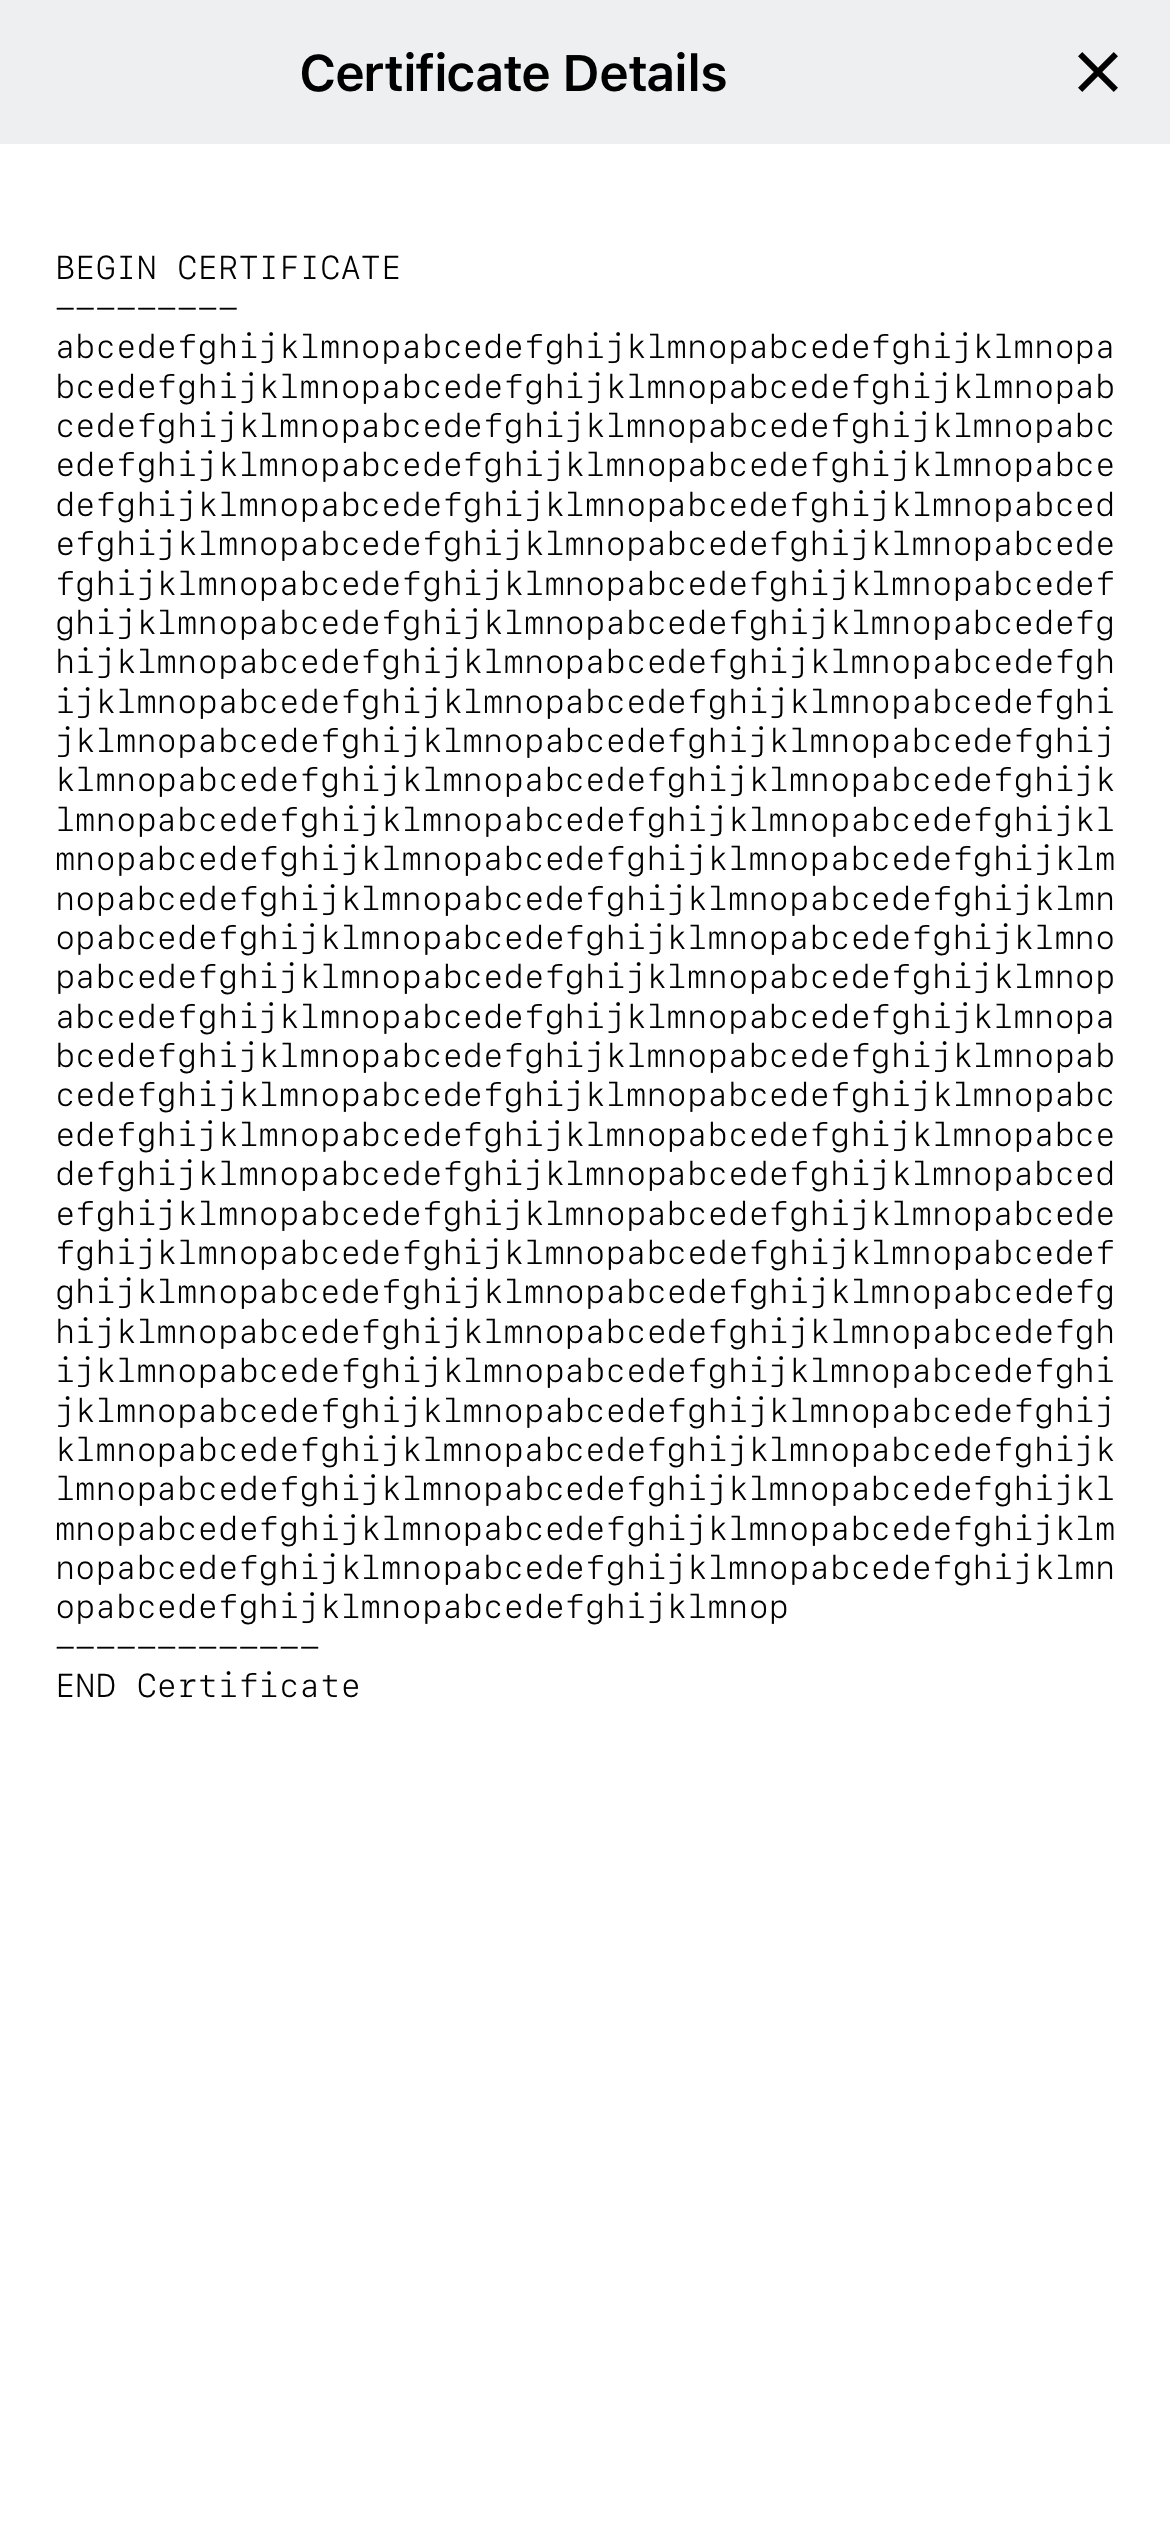 Certificate Details
BEGIN CERTIFICATE
—————————
abcedefghijklmnopabcedefghijklmnopabcedefghijklmnopa
bcedefghijklmnopabcedefghijklmnopabcedefghijklmnopab
cedefghijklmnopabcedefghijklmnopabcedefghijklmnopabc
edefghijklmnopabcedefghijklmnopabcedefghijklmnopabce
defghijklmnopabcedefghijklmnopabcedefghijklmnopabced
efghijklmnopabcedefghijklmnopabcedefghijklmnopabcede
fghijklmnopabcedefghijklmnopabcedefghijklmnopabcedef
ghijklmnopabcedefghijklmnopabcedefghijklmnopabcedefg
hijklmnopabcedefghijklmnopabcedefghijklmnopabcedefgh
ijklmnopabcedefghijklmnopabcedefghijklmnopabcedefghi
jklmnopabcedefghijklmnopabcedefghijklmnopabcedefghij
klmnopabcedefghijklmnopabcedefghijklmnopabcedefghijk
lmnopabcedefghijklmnopabcedefghijklmnopabcedefghijkl
mnopabcedefghijklmnopabcedefghijklmnopabcedefghijklm
nopabcedefghijklmnopabcedefghijklmnopabcedefghijklmn
opabcedefghijklmnopabcedefghijklmnopabcedefghijklmno
pabcedefghijklmnopabcedefghijklmnopabcedefghijklmnop
abcedefghijklmnopabcedefghijklmnopabcedefghijklmnopa
bcedefghijklmnopabcedefghijklmnopabcedefghijklmnopab
cedefghijklmnopabcedefghijklmnopabcedefghijklmnopabc
edefghijklmnopabcedefghijklmnopabcedefghijklmnopabce
defghijklmnopabcedefghijklmnopabcedefghijklmnopabced
efghijklmnopabcedefghijklmnopabcedefghijklmnopabcede
fghijklmnopabcedefghijklmnopabcedefghijklmnopabcedef
ghijklmnopabcedefghijklmnopabcedefghijklmnopabcedefg
hijklmnopabcedefghijklmnopabcedefghijklmnopabcedefgh
ijklmnopabcedefghijklmnopabcedefghijklmnopabcedefghi
jklmnopabcedefghijklmnopabcedefghijklmnopabcedefghij
klmnopabcedefghijklmnopabcedefghijklmnopabcedefghijk
lmnopabcedefghijklmnopabcedefghijklmnopabcedefghijkl
mnopabcedefghijklmnopabcedefghijklmnopabcedefghijklm
nopabcedefghijklmnopabcedefghijklmnopabcedefghijklmn
opabcedefghijklmnopabcedefghijklmnop
—————————————
END Certificate